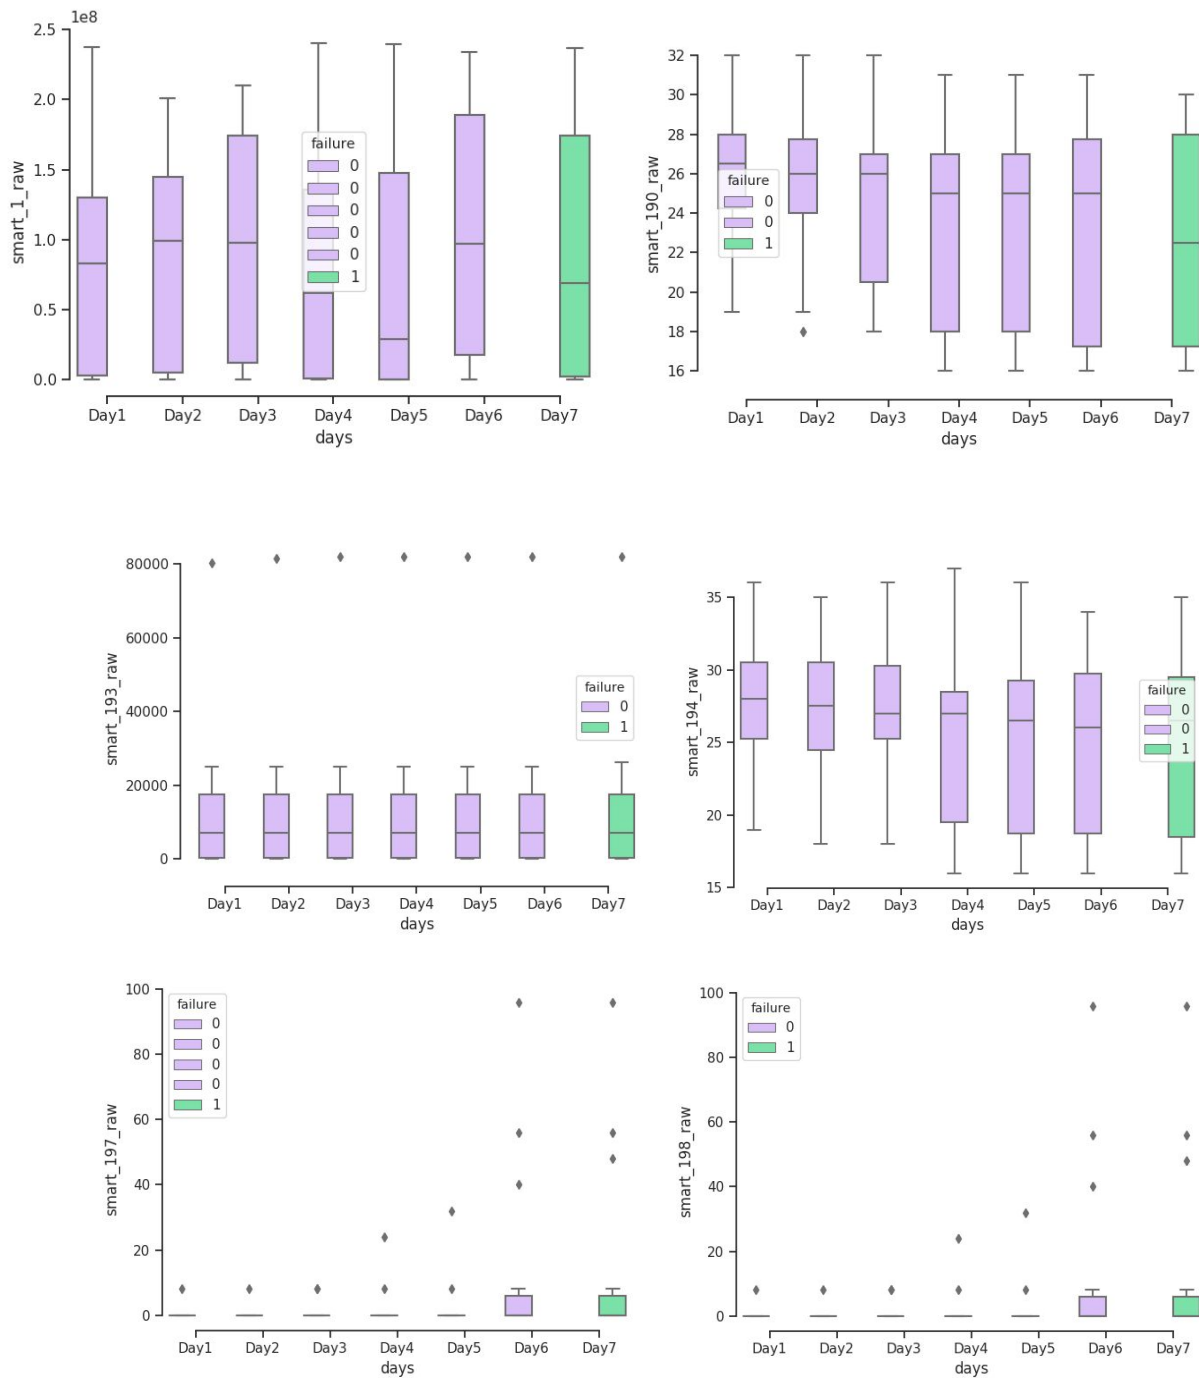 1e8
2.5
2.0
1.5
1.0
0.5
0.0
smart_1_raw
failure
0
0
0
0
1
Day1 Day2 Day3 Day4 Day5 Day6 Day7
days
32
30
28
26
24
22
20
18
16
smart_190_raw
failure
0
0
1
Day1 Day2 Day3 Day4 Day5 Day6 Day7
days
80000
60000
40000
20000
0
smart_193_raw
failure
0
1
Day1 Day2 Day3 Day4 Day5 Day6 Day7
days
35
30
25
20
15
smart_194_raw
failure
0
0
1
Day1 Day2 Day3 Day4 Day5 Day6 Day7
days
100
80
60
40
20
0
smart_197_raw
failure
0
0
0
0
1
Day1 Day2 Day3 Day4 Day5 Day6 Day7
days
100
80
60
40
20
0
smart_198_raw
failure
0
1
Day1 Day2 Day3 Day4 Day5 Day6 Day7
days